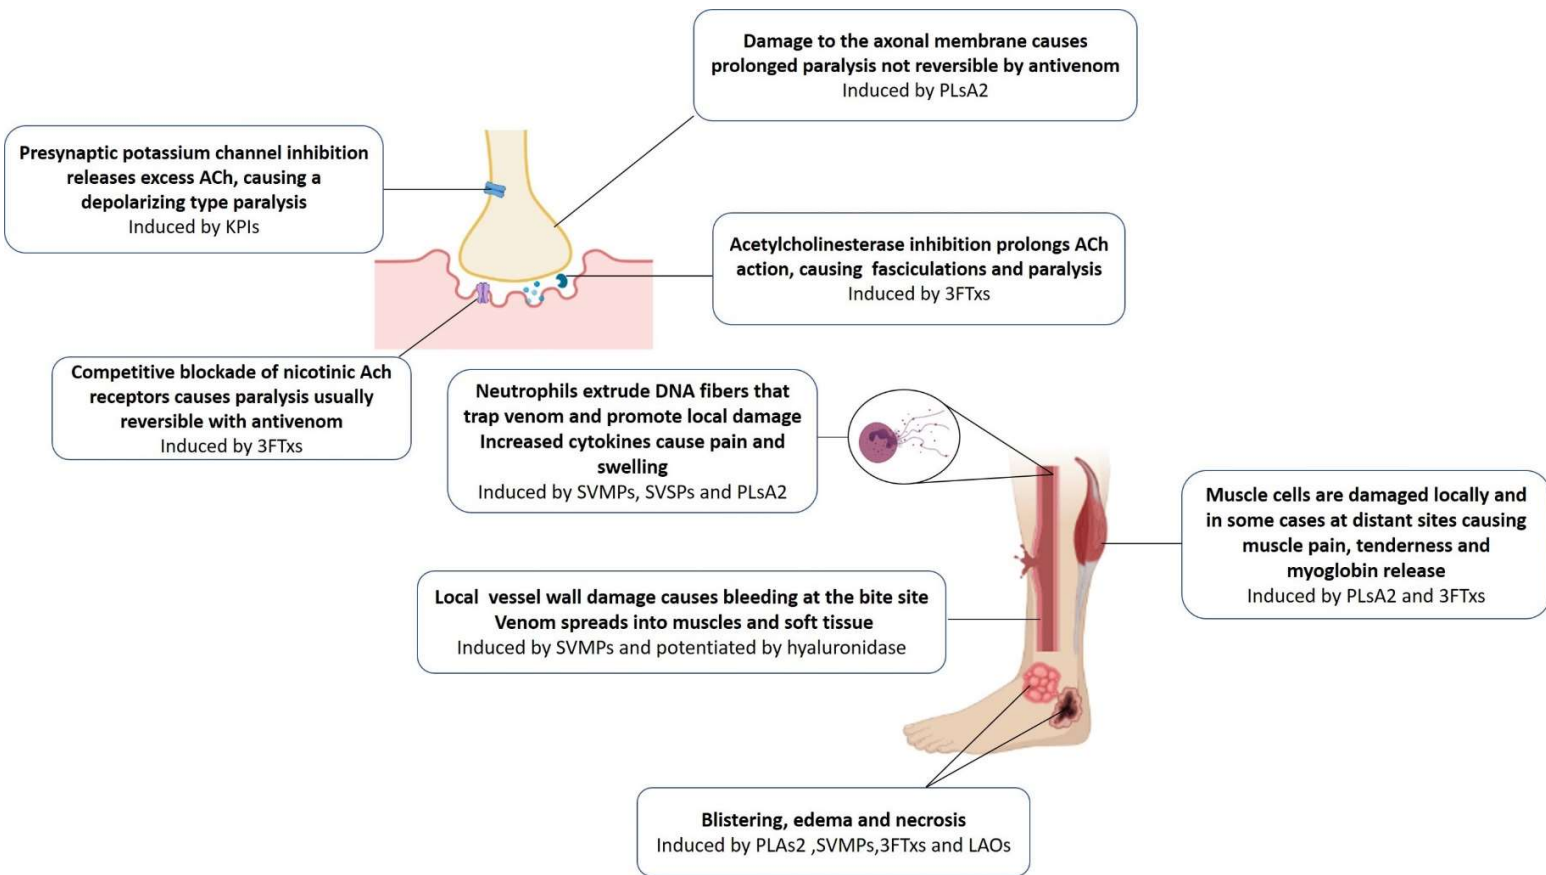 Damage to the axonal membrane causes
prolonged paralysis not reversible by antivenom
Induced by PLsA2
Presynaptic potassium channel inhibition
releases excess ACh, causing a
depolarizing type paralysis
Induced by KPIs
Acetylcholinesterase inhibition prolongs ACh
action, causing fasciculations and paralysis
Induced by 3FTxs
Competitive blockade of nicotinic Ach
receptors causes paralysis usually
reversible with antivenom
Induced by 3FTxs
Neutrophils extrude DNA fibers that
trap venom and promote local damage
Increased cytokines cause pain and
swelling
Induced by SVMPs, SVSPs and PLsA2
Muscle cells are damaged locally and
in some cases at distant sites causing
muscle pain, tenderness and
myoglobin release
Induced by PLsA2 and 3FTxs
Local vessel wall damage causes bleeding at the bite site
Venom spreads into muscles and soft tissue
Induced by SVMPs and potentiated by hyaluronidase
Blistering, edema and necrosis
Induced by PLAs2 ,SVMPs,3FTxs and LAOs